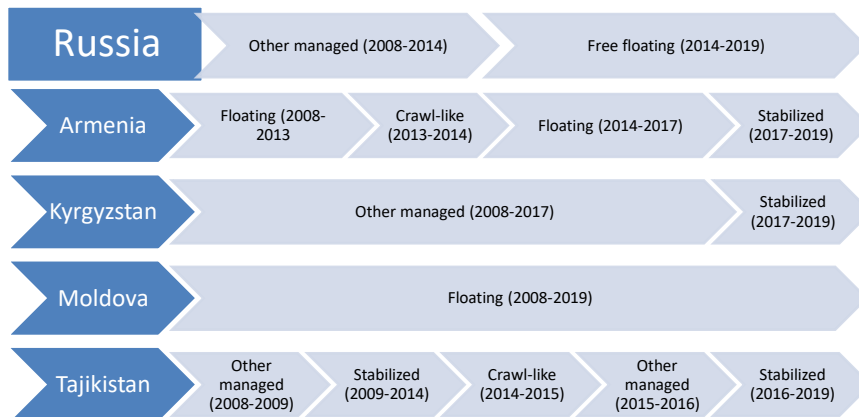 Russia
Other managed (2008-2014)
Free floating (2014-2019)
Armenia
Floating (2008-
2013
Crawl-like
(2013-2014)
Floating (2014-2017)
Stabilized
(2017-2019)
Kyrgyzstan
Other managed (2008-2017)
Stabilized
(2017-2019)
Moldova
Floating (2008-2019)
Tajikistan
Other
managed
(2008-2009)
Stabilized
(2009-2014)
Crawl-like
(2014-2015)
Other
managed
(2015-2016)
Stabilized
(2016-2019)